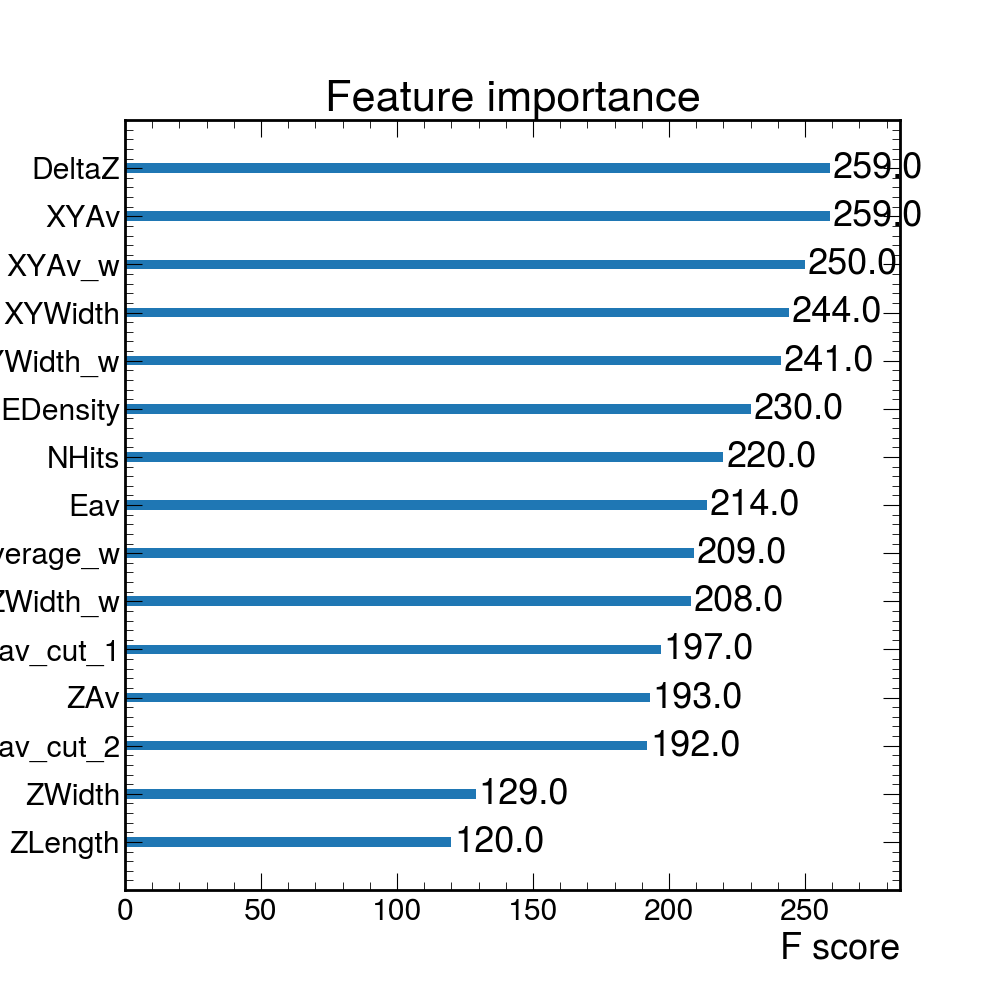 Feature importance
DeltaZ 259.0
XYAv 259.0
XYAv_w 250.0
XYWidth 244.0
YWidth_w 241.0
EDensity 230.0
NHits 220.0
Eav 214.0
verage_w 209.0
ZWidth_w 208.0
av_cut_1 197.0
ZAv 193.0
av_cut_2 192.0
ZWidth 129.0
ZLength 120.0
0 50 100 150 200 250
F score